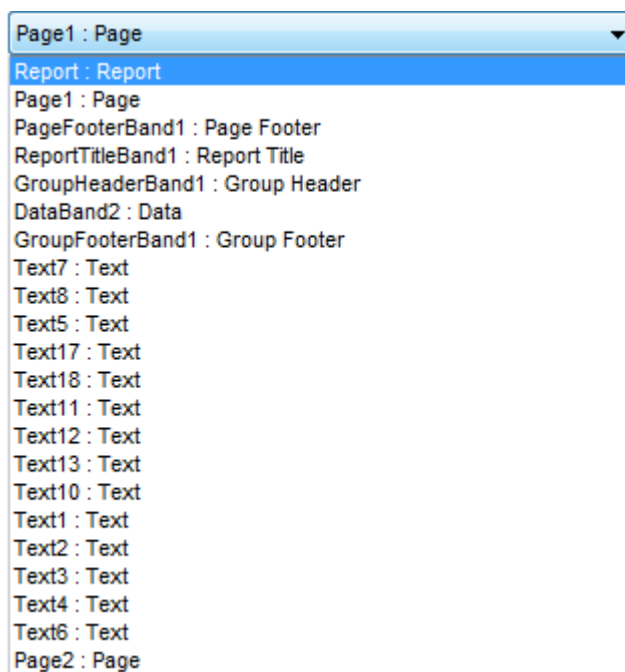 Page1 : Page
Report : Report
Page1 : Page
PageFooterBand1 : Page Footer
ReportTitleBand1 : Report Title
GroupHeaderBand1 : Group Header
DataBand2 : Data
GroupFooterBand1 : Group Footer
Text7 : Text
Text8 : Text
Text5 : Text
Text17 : Text
Text18 : Text
Text11 : Text
Text12 : Text
Text13 : Text
Text10 : Text
Text1 : Text
Text2 : Text
Text3 : Text
Text4 : Text
Text6 : Text
Page2 : Page